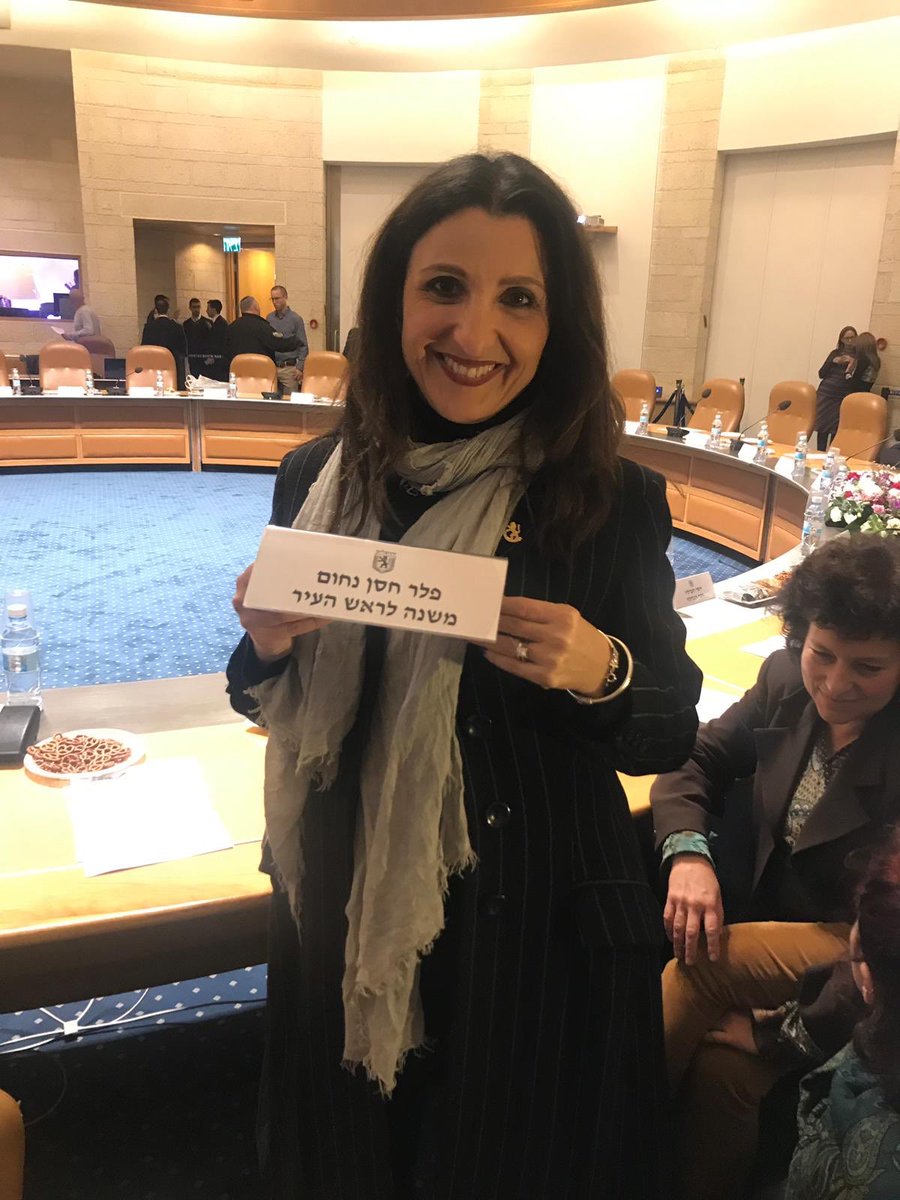 פלר חסן נחום
משנה לראש העיר